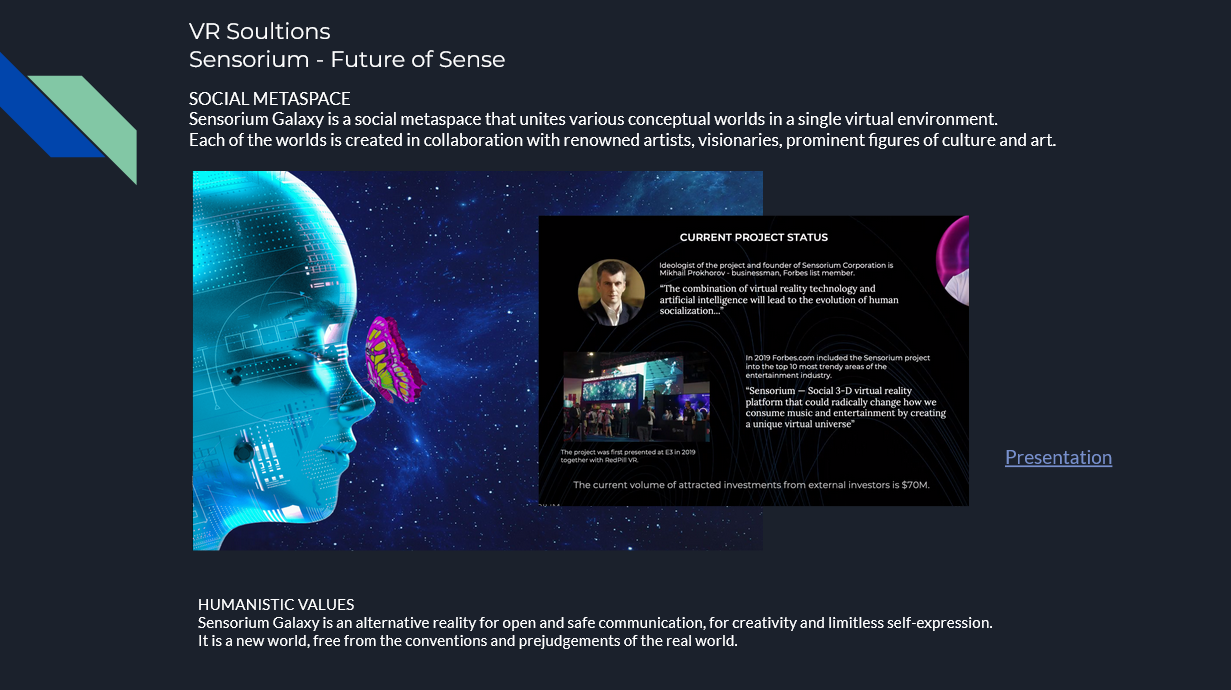 VR Soultions
Sensorium - Future of Sense
SOCIAL METASPACE
Sensorium Galaxy is a social metaspace that unites various conceptual worlds in a single virtual environment.
Each of the worlds is created in collaboration with renowned artists, visionaries, prominent figures of culture and art.
CURRENT PROJECT STATUS
Ideologist of the project and founder of Sensorium Corporation is
Mikhail Prokhorov - businessman, Forbes list member.
“The combination of virtual reality technology and
artificial intelligence will lead to the evolution of human
socialization...”
In 2019 Forbes.com included the Sensorium project
into the top 10 most trendy areas of the
entertainment industry.
“Sensorium — Social 3-D virtual reality
platform that could radically change how we
consume music and entertainment by creating
a unique virtual universe”
The project was first presented at E3 in 2019
together with RedPill VR.
The current volume of attracted investments from external investors is $70M.
Presentation
HUMANISTIC VALUES
Sensorium Galaxy is an alternative reality for open and safe communication, for creativity and limitless self-expression.
It is a new world, free from the conventions and prejudgements of the real world.